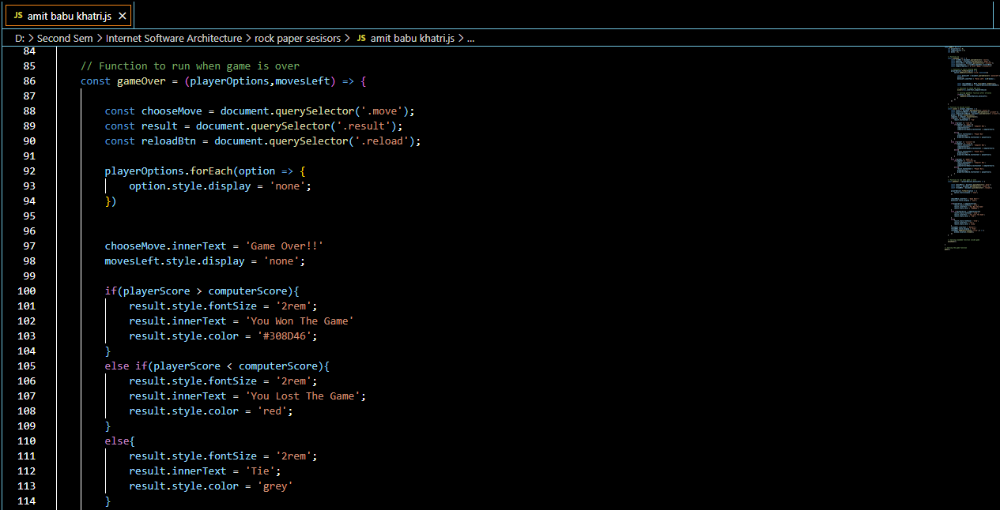 JS amit babu khatri.js ×
D: > Second Sem > Internet Software Architecture > rock paper sesisors > JS amit babu khatri.js > ...
84
85 // Function to run when game is over
86 const gameOver = (playerOptions,movesLeft) => {
87
88 const chooseMove = document.querySelector('.move');
89 const result = document.querySelector('.result');
90 const reloadBtn = document.querySelector('.reload');
91
92 playerOptions.forEach(option => {
93 option.style.display = 'none';
94 })
95
96
97 chooseMove.innerText = 'Game Over!!'
98 movesLeft.style.display = 'none';
99
100 if(playerScore > computerScore){
101 result.style.fontSize = '2rem';
102 result.innerText = 'You Won The Game'
103 result.style.color = '#308D46';
104 }
105 else if(playerScore < computerScore){
106 result.style.fontSize = '2rem';
107 result.innerText = 'You Lost The Game';
108 result.style.color = 'red';
109 }
110 else{
111 result.style.fontSize = '2rem';
112 result.innerText = 'Tie';
113 result.style.color = 'grey'
114 }